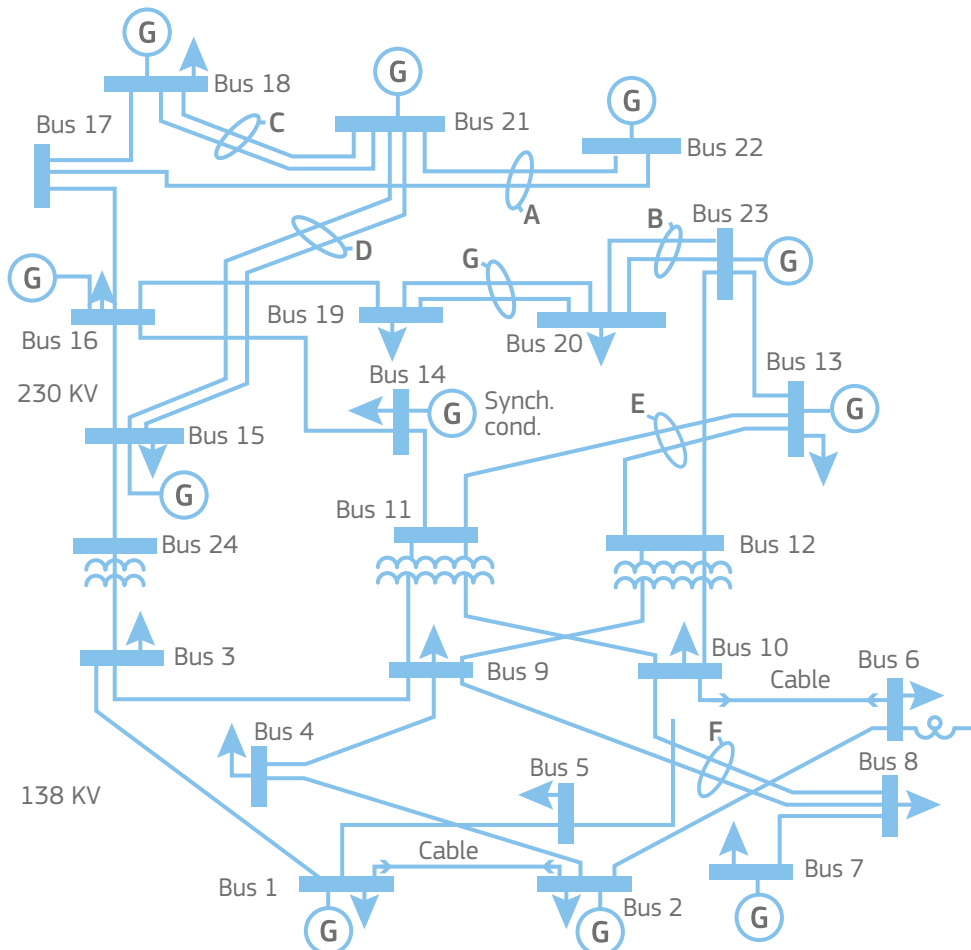 G
Bus 18
C
G
Bus 21
G
Bus 22
Bus 17
A
D
B
Bus 23
G
G
G
Bus 16
Bus 19
Bus 20
230 KV
Bus 14
G
Synch.
cond.
Bus 13
G
E
Bus 15
G
Bus 11
Bus 24
Bus 12
Bus 3
Bus 9
Bus 10
Cable
Bus 6
Bus 4
F
Bus 5
Bus 8
138 KV
Cable
Bus 1
G
Bus 2
G
Bus 7
G